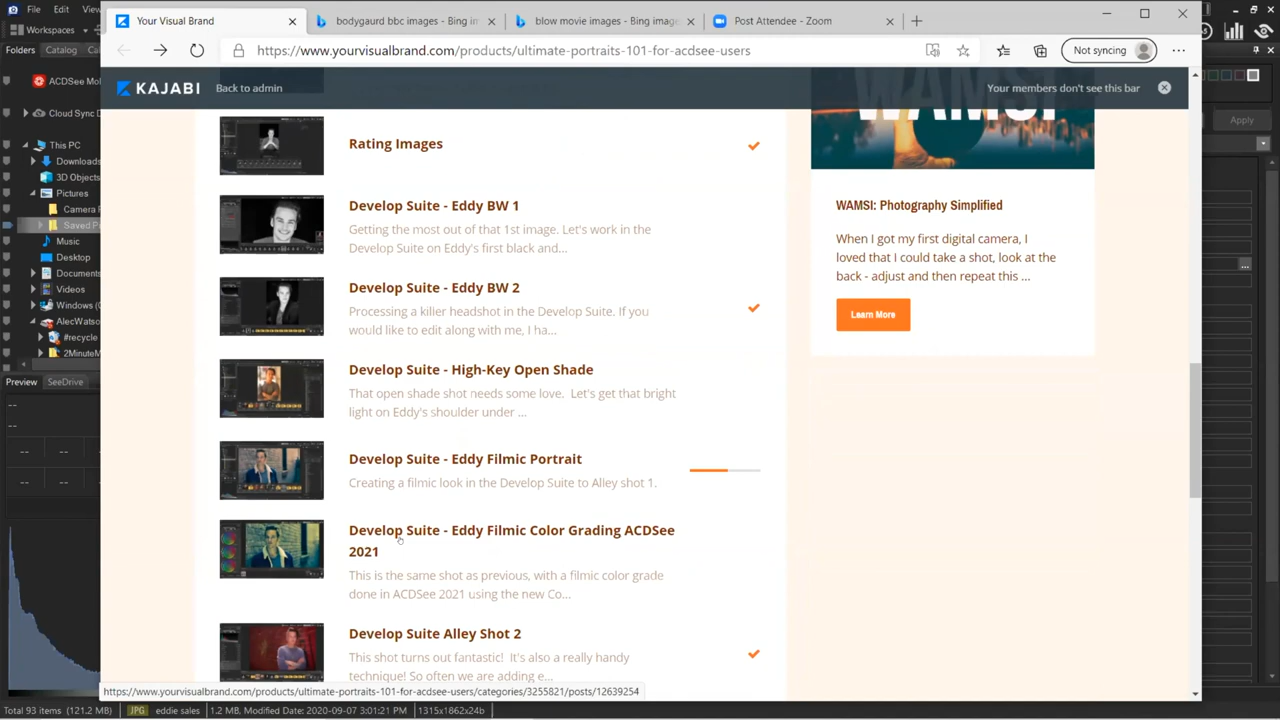 File Edit View
Your Visual Brand
bodygaurd bbc images - Bing im
blow movie images - Bing image
Post Attendee - Zoom
Workspaces
https://www.yourvisualbrand.com/products/ultimate-portraits-101-for-acdsee-users
Not syncing
Folders Catalog Calen
ACDSee Mo
KAJABI
Back to admin
Your members don't see this bar
WAMSI
Cloud Sync D
Apply
This PC
Rating Images
Downloads
3D Objects
Pictures
Camera R
Saved P
Develop Suite - Eddy BW 1
WAMSI: Photography Simplified
Getting the most out of that 1st image. Let's work in the
Develop Suite on Eddy's first black and...
When I got my first digital camera, I
loved that I could take a shot, look at the
back - adjust and then repeat this ...
Music
Desktop
Documents
Videos
Windows (
Develop Suite - Eddy BW 2
Processing a killer headshot in the Develop Suite. If you
would like to edit along with me, I ha...
Learn More
AlecWatson
#recycle
2MinuteM
Develop Suite - High-Key Open Shade
That open shade shot needs some love. Let's get that bright
light on Eddy's shoulder under ...
Preview SeeDrive
Develop Suite - Eddy Filmic Portrait
Creating a filmic look in the Develop Suite to Alley shot 1.
Develop Suite - Eddy Filmic Color Grading ACDSee
2021
This is the same shot as previous, with a filmic color grade
done in ACDSee 2021 using the new Co...
Develop Suite Alley Shot 2
This shot turns out fantastic! It's also a really handy
technique! So often we are adding e...
https://www.yourvisualbrand.com/products/ultimate-portraits-101-for-acdsee-users/categories/3255821/posts/12639254
Total 93 items (121.2 MB) JPG eddie sales 1.2 MB, Modified Date: 2020-09-07 3:01:21 PM 1315x1862x24b